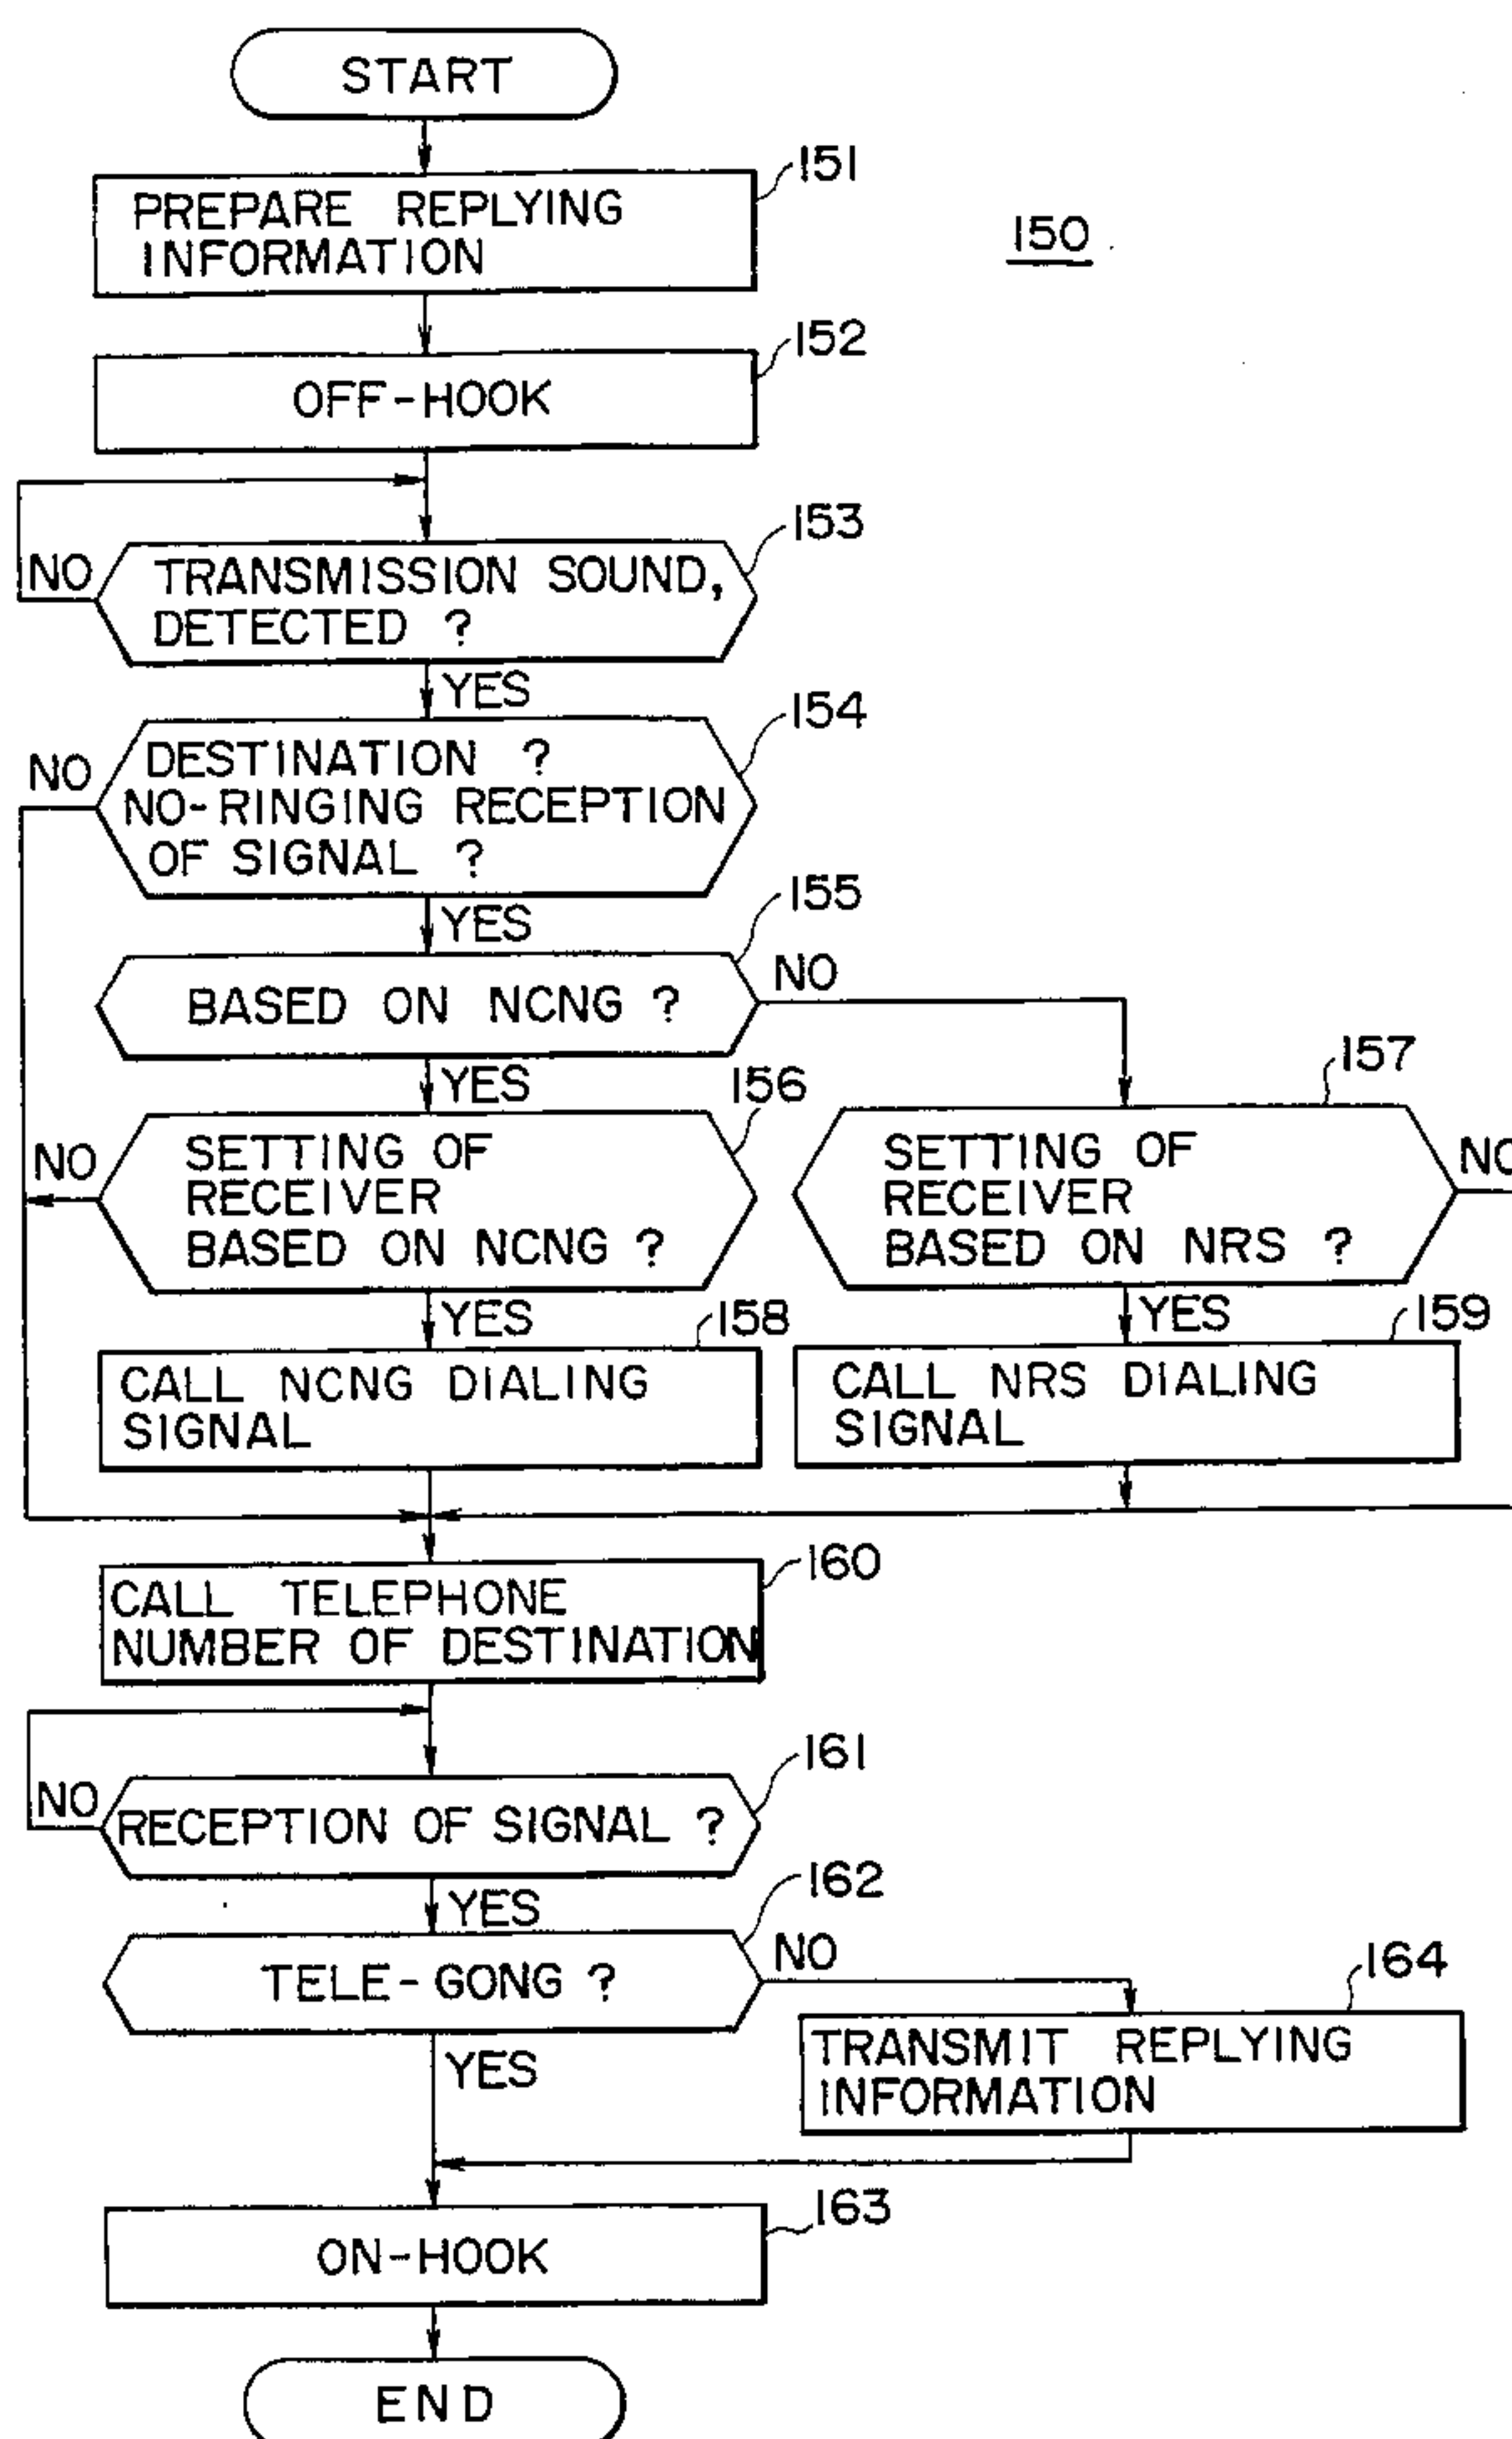 START
151
PREPARE REPLYING
INFORMATION
150
152
OFF-HOOK
153
NO
TRANSMISSION SOUND,
DETECTED ?
YES
154
NO
DESTINATION ?
NO-RINGING RECEPTION
OF SIGNAL ?
YES
155
BASED ON NCNG ?
NO
YES
156
157
NO
SETTING OF
RECEIVER
BASED ON NCNG ?
SETTING OF
RECEIVER
BASED ON NRS ?
NO
YES
158
YES
159
CALL NCNG DIALING
SIGNAL
CALL NRS DIALING
SIGNAL
160
CALL TELEPHONE
NUMBER OF DESTINATION
161
NO
RECEPTION OF SIGNAL ?
YES
162
TELE-GONG ?
NO
164
YES
TRANSMIT REPLYING
INFORMATION
163
ON-HOOK
END